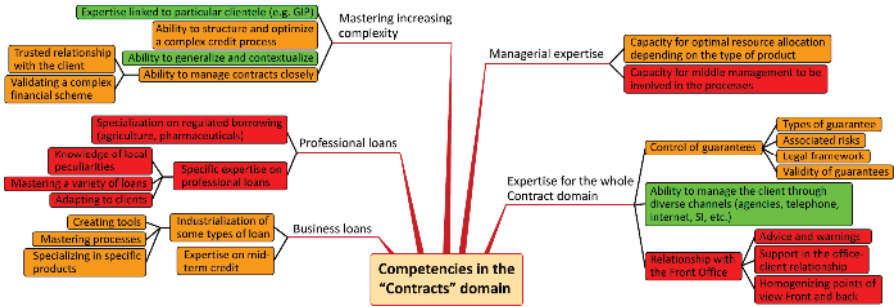 Expertise linked to particular clientele (e.g. GIP)
Ability to structure and optimize
a complex credit process
Ability to generalize and contextualize
Ability to manage contracts closely
Trusted relationship
with the client
Validating a complex
financial scheme
Mastering increasing
complexity
Specialization on regulated borrowing
(agriculture, pharmaceuticals)
Knowledge of local
peculiarities
Mastering a variety of loans
Adapting to clients
Specific expertise on
professional loans
Professional loans
Creating tools
Mastering processes
Specializing in specific
products
Industrialization of
some types of loan
Expertise on mid-
term credit
Business loans
Competencies in the
"Contracts" domain
Managerial expertise
Capacity for optimal resource allocation
depending on the type of product
Capacity for middle management to be
involved in the processes
Expertise for the whole
Contract domain
Control of guarantees
Types of guarantee
Associated risks
Legal framework
Validity of guarantees
Ability to manage the client through
diverse channels (agencies, telephone,
internet, SI, etc.)
Relationship with
the Front Office
Advice and warnings
Support in the office-
client relationship
Homogenizing points of
view Front and back